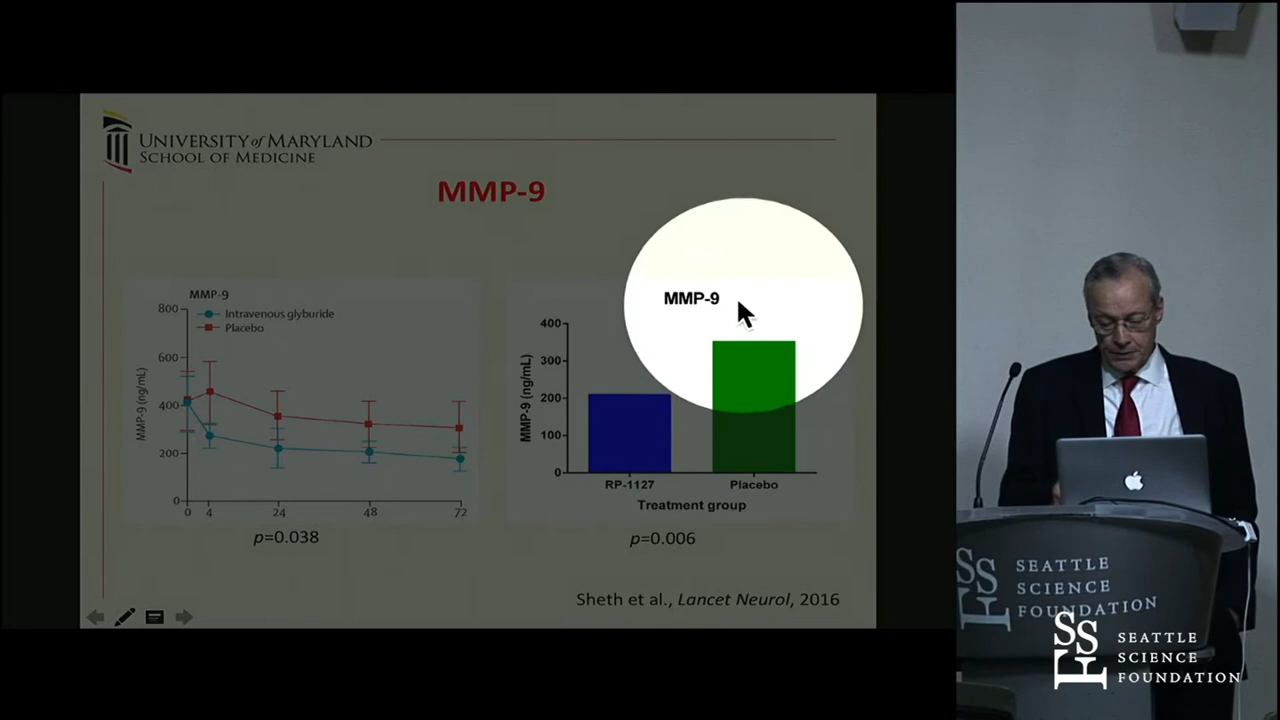 UNIVERSITY of MARYLAND
SCHOOL OF MEDICINE
MMP-9
MMP-9
800
600
400
200
0
MMP-9 (ng/mL)
Intravenous glyburide
Placebo
0 4 24 48 72
p=0.038
MMP-9
400
300
200
100
0
MMP-9 (ng/mL)
RP-1127 Placebo
Treatment group
p=0.006
Sheth et al., Lancet Neurol, 2016
SSF
SEATTLE
SCIENCE
FOUNDATION
SSF
SEATTLE
SCIENCE
FOUNDATION